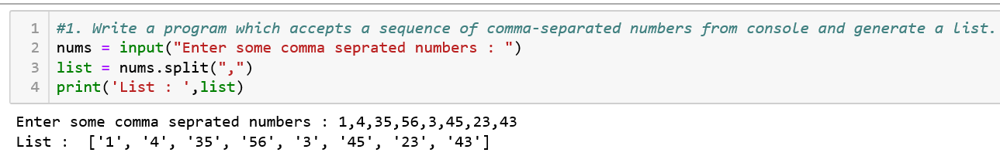 1 #1. Write a program which accepts a sequence of comma-separated numbers from console and generate a list.
2 nums = input("Enter some comma seprated numbers : ")
3 list = nums.split(",")
4 print('List : ',list)
Enter some comma seprated numbers : 1,4,35,56,3,45,23,43
List :  ['1', '4', '35', '56', '3', '45', '23', '43']